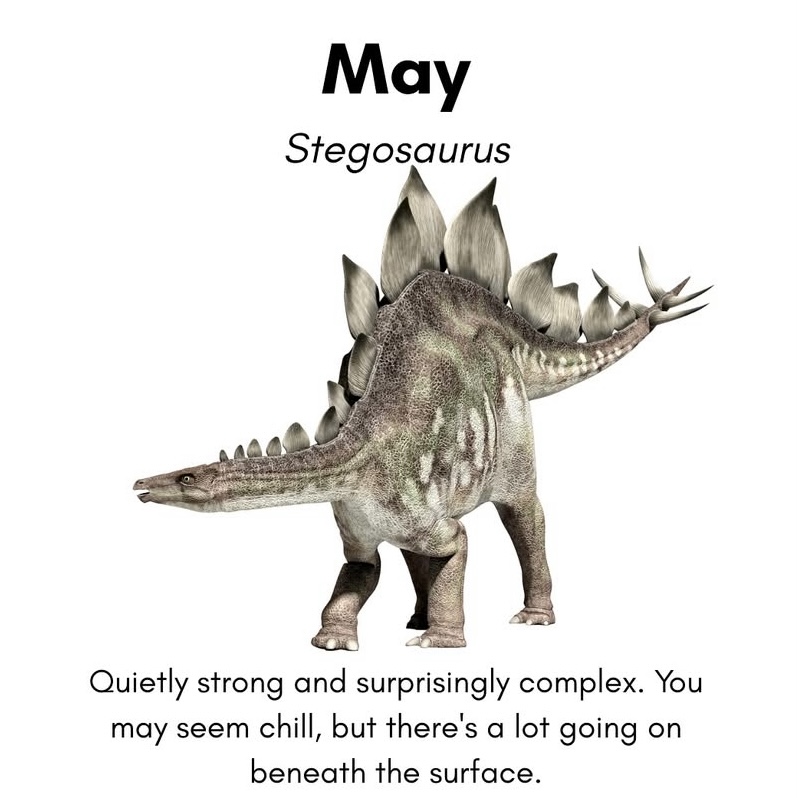 May
Stegosaurus
Quietly strong and surprisingly complex. You
may seem chill, but there's a lot going on
beneath the surface.